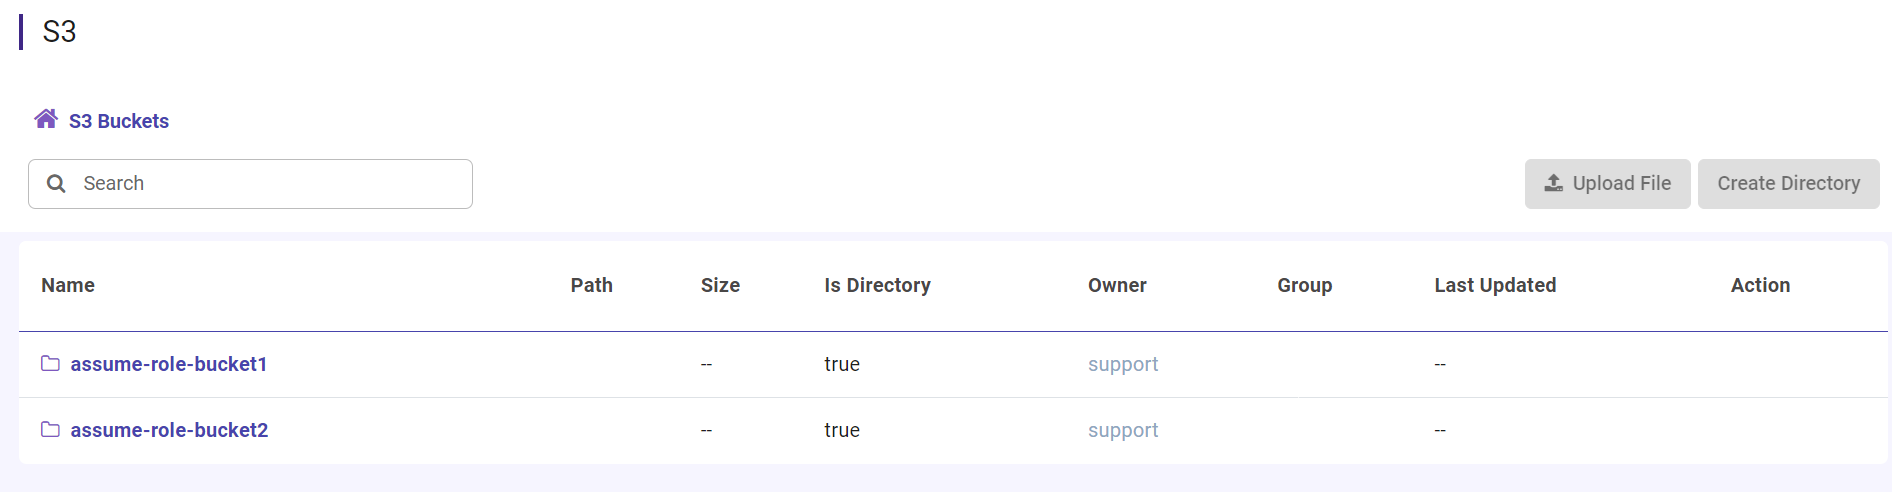 S3
S3 Buckets
Search
Upload File Create Directory
Name Path Size Is Directory Owner Group Last Updated Action
assume-role-bucket1 -- true support --
assume-role-bucket2 -- true support --